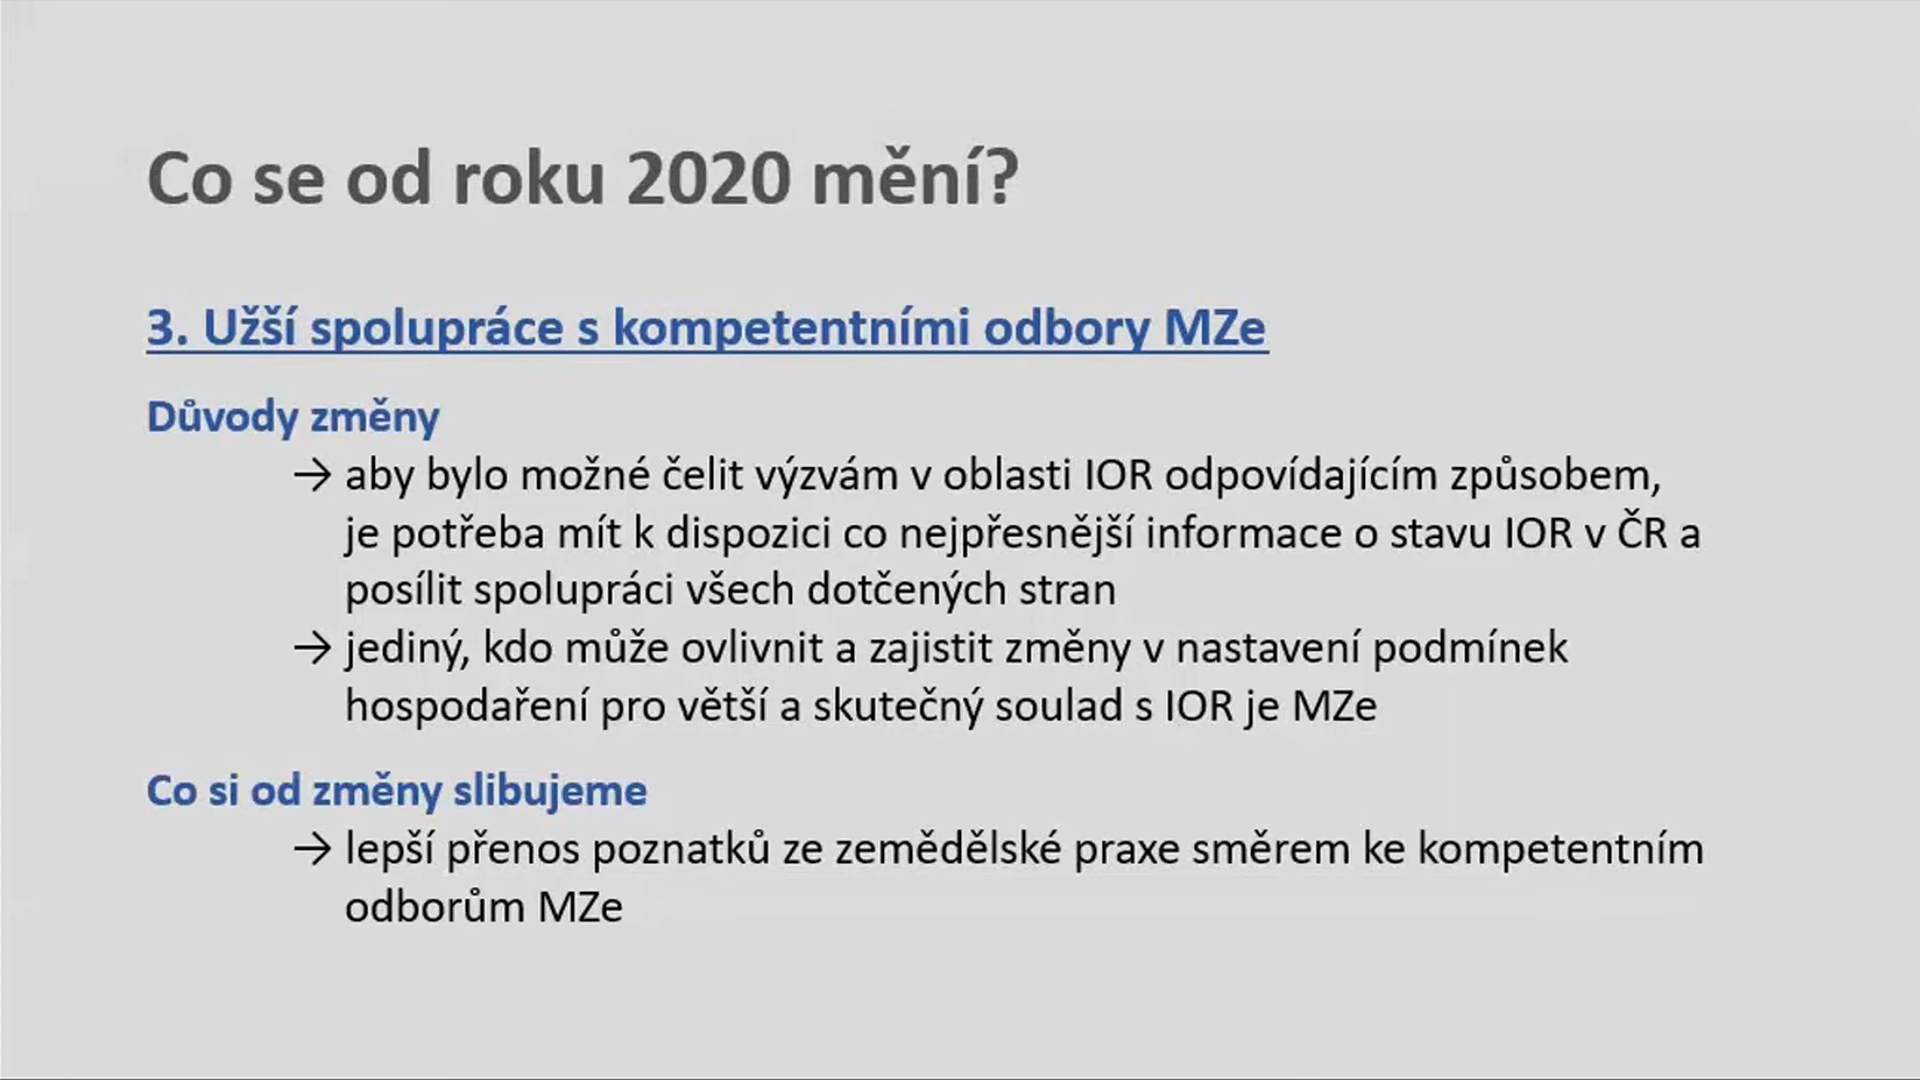 Co se od roku 2020 mění?
3. Užší spolupráce s kompetentními odbory MZe
Důvody změny
→ aby bylo možné čelit výzvám v oblasti IOR odpovídajícím způsobem,
je potřeba mít k dispozici co nejpřesnější informace o stavu IOR v ČR a
posílit spolupráci všech dotčených stran
→ jediný, kdo může ovlivnit a zajistit změny v nastavení podmínek
hospodaření pro větší a skutečný soulad s IOR je MZe
Co si od změny slibujeme
→ lepší přenos poznatků ze zemědělské praxe směrem ke kompetentním
odborům MZe